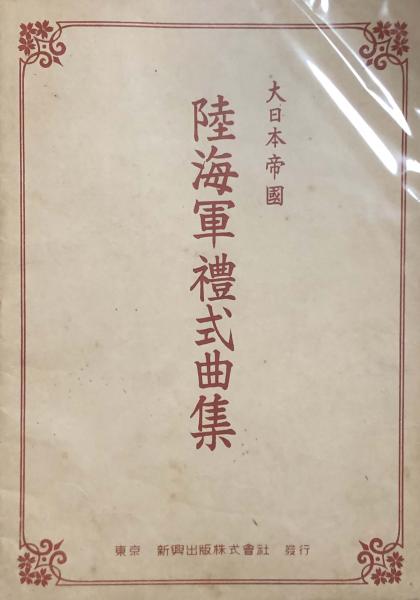 大日本帝國
陸海軍禮式曲集
東京 新興出版株式會社 發行